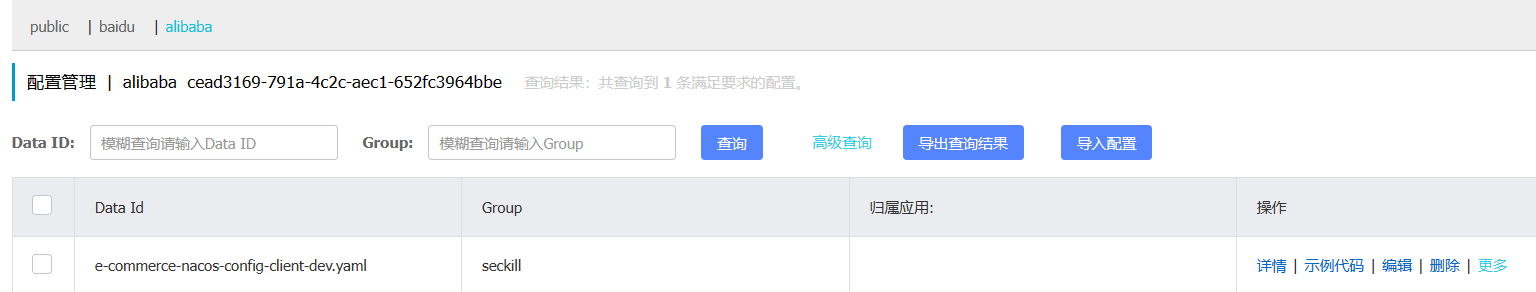 public | baidu | alibaba
配置管理 | alibaba cead3169-791a-4c2c-aec1-652fc3964bbe 查询结果：共查询到 1 条满足要求的配置。
Data ID: 模糊查询请输入Data ID Group: 模糊查询请输入Group 查询 高级查询 导出查询结果 导入配置
Data Id Group 归属应用: 操作
e-commerce-nacos-config-client-dev.yaml seckill 详情 | 示例代码 | 编辑 | 删除 | 更多